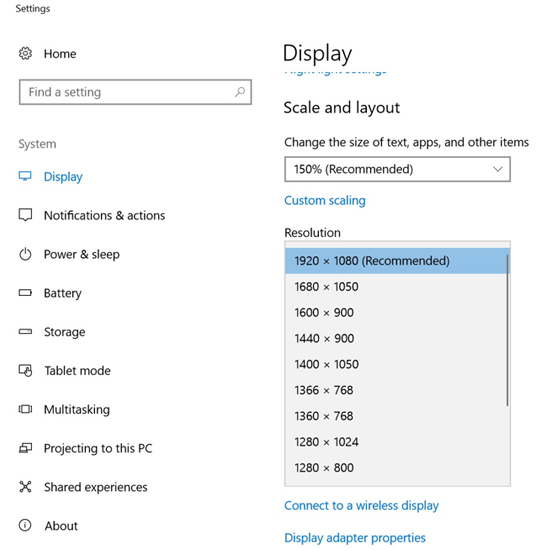 Settings
Home
Find a setting
System
Display
Notifications & actions
Power & sleep
Battery
Storage
Tablet mode
Multitasking
Projecting to this PC
Shared experiences
About
Display
Night light settings
Scale and layout
Change the size of text, apps, and other items
150% (Recommended)
Custom scaling
Resolution
1920 × 1080 (Recommended)
1680 × 1050
1600 × 900
1440 × 900
1400 × 1050
1366 × 768
1360 × 768
1280 × 1024
1280 × 800
Connect to a wireless display
Display adapter properties